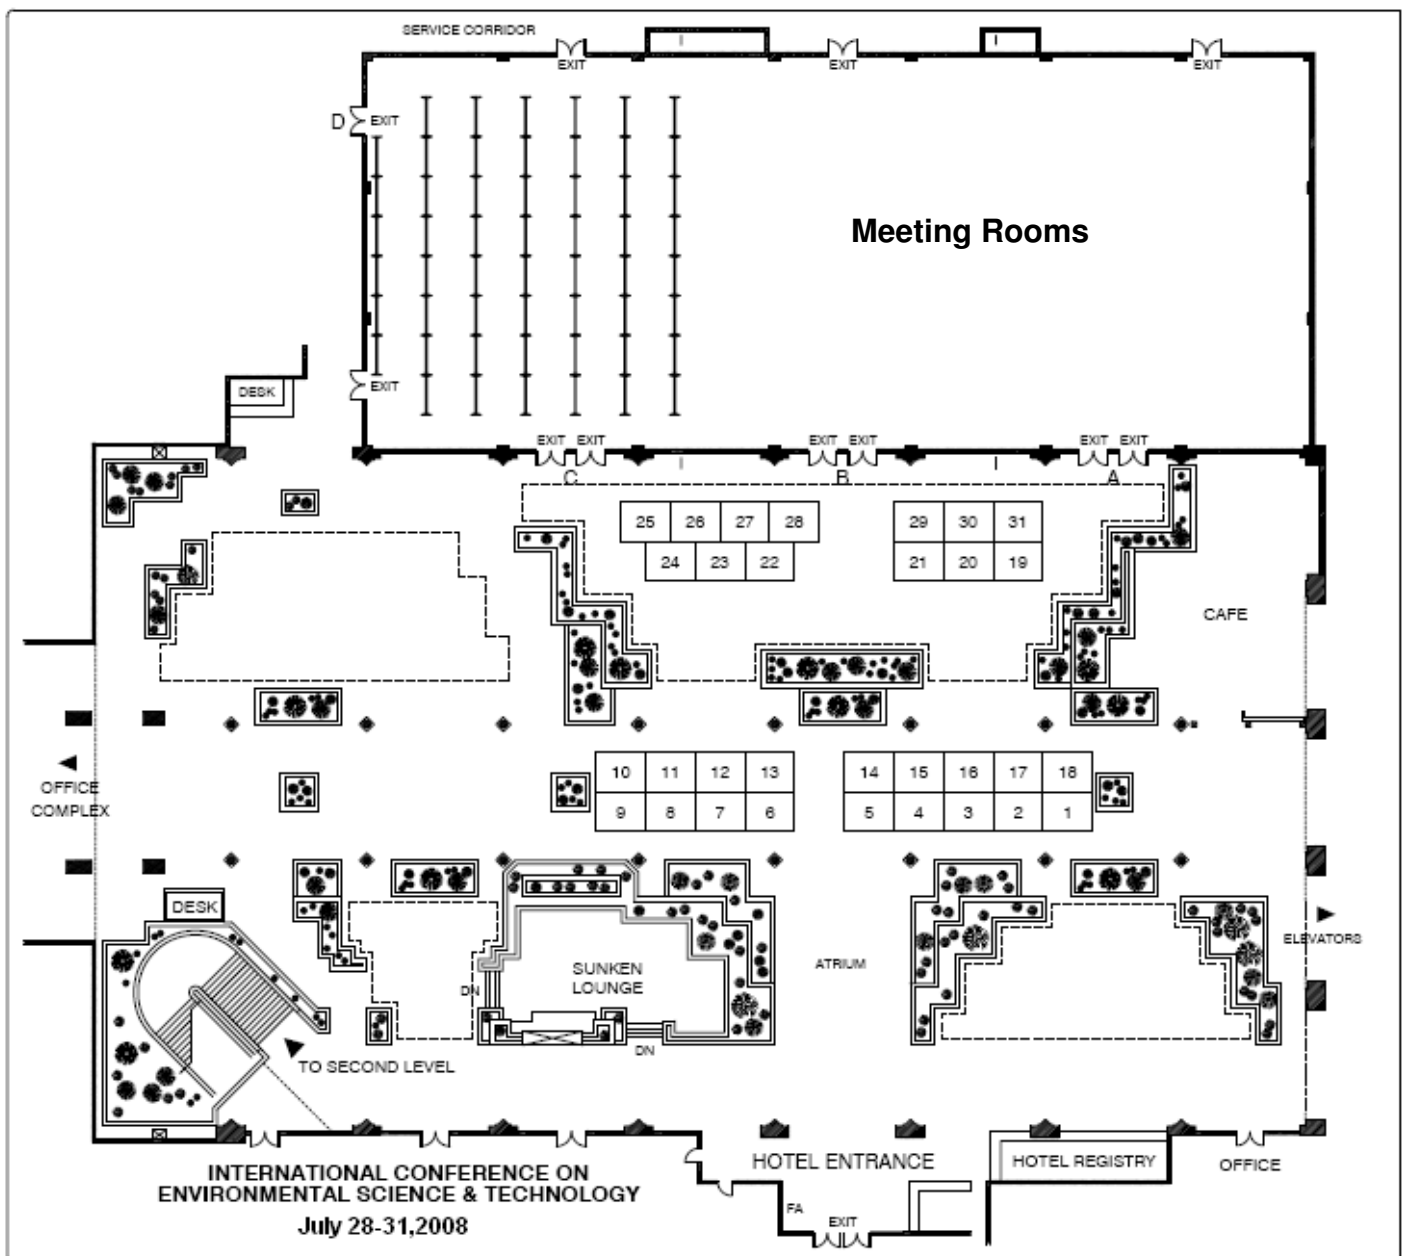 SERVICE CORRIDOR
EXIT EXIT EXIT
D EXIT
Meeting Rooms
EXIT
DESK
EXIT EXIT EXIT EXIT EXIT EXIT
C B A
25 26 27 28 29 30 31
24 23 22 21 20 19
CAFE
10 11 12 13 14 15 16 17 18
9 8 7 6 5 4 3 2 1
OFFICE
COMPLEX
DESK
ELEVATORS
ATRIUM
SUNKEN
LOUNGE
DN
DN
TO SECOND LEVEL
HOTEL ENTRANCE
HOTEL REGISTRY
OFFICE
FA
EXIT
INTERNATIONAL CONFERENCE ON
ENVIRONMENTAL SCIENCE & TECHNOLOGY
July 28-31,2008